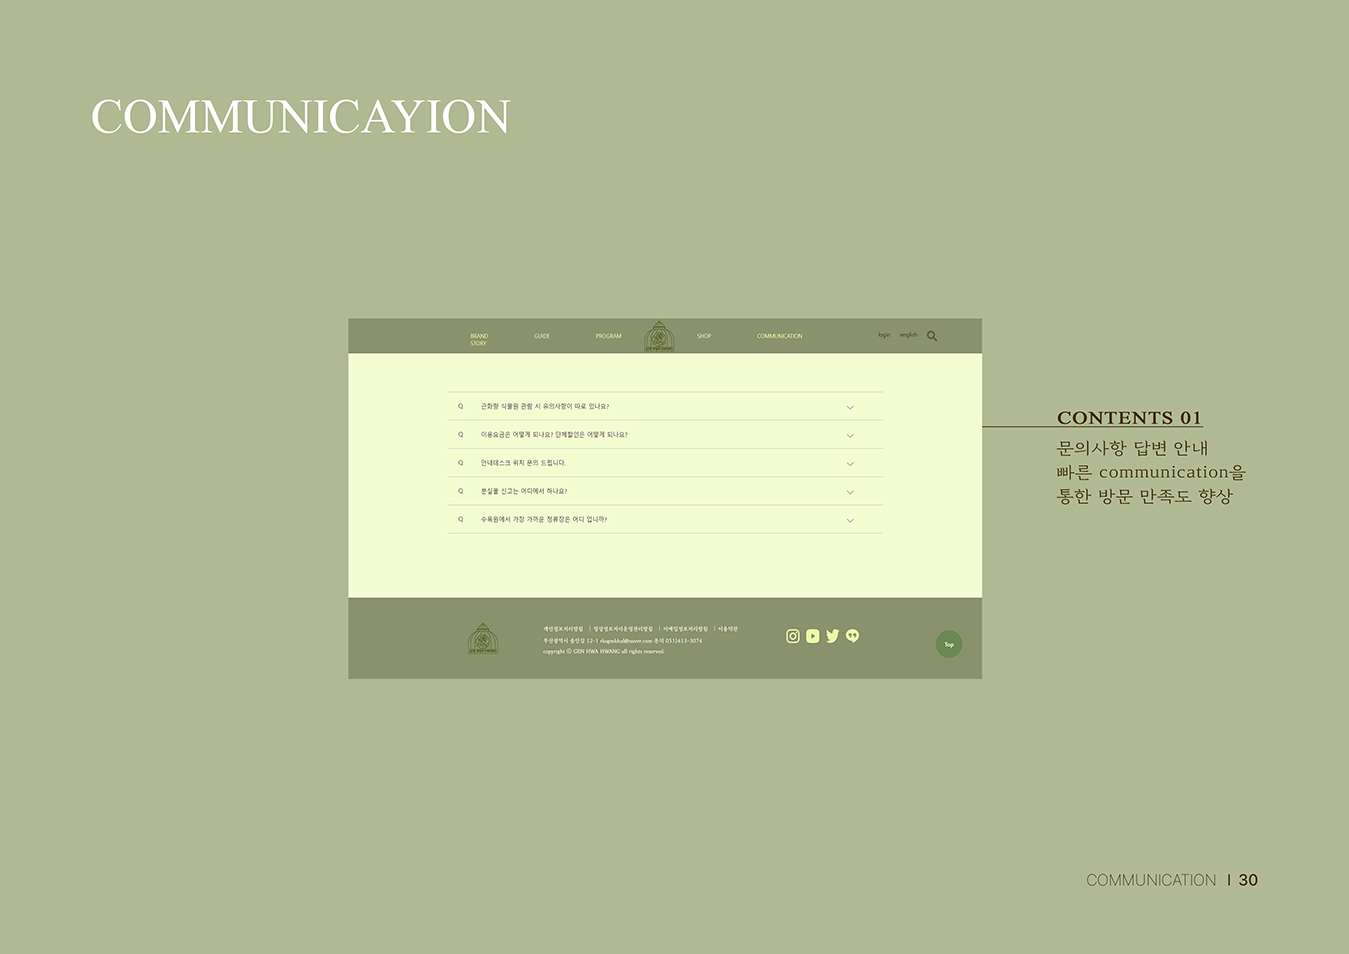 COMMUNICAYION
BRAND STORY
GUIDE
PROGRAM
SHOP
COMMUNICATION
login
english
Q 근화향 식물원 관람 시 유의사항이 따로 있나요?
Q 이용요금은 어떻게 되나요? 단체할인은 어떻게 되나요?
Q 안내데스크 위치 문의 드립니다.
Q 분실물 신고는 어디에서 하나요?
Q 수목원에서 가장 가까운 정류장은 어디 입니까?
CONTENTS 01
문의사항 답변 안내
빠른 communication을
통한 방문 만족도 향상
개인정보처리방침 | 영상정보처리운영관리방침 | 이메일정보처리방침 | 이용약관
부산광역시 12-1 문의 051)413-3074
copyright ⓒ GEN HWA HWANG all rights reserved.
Top
COMMUNICATION | 30